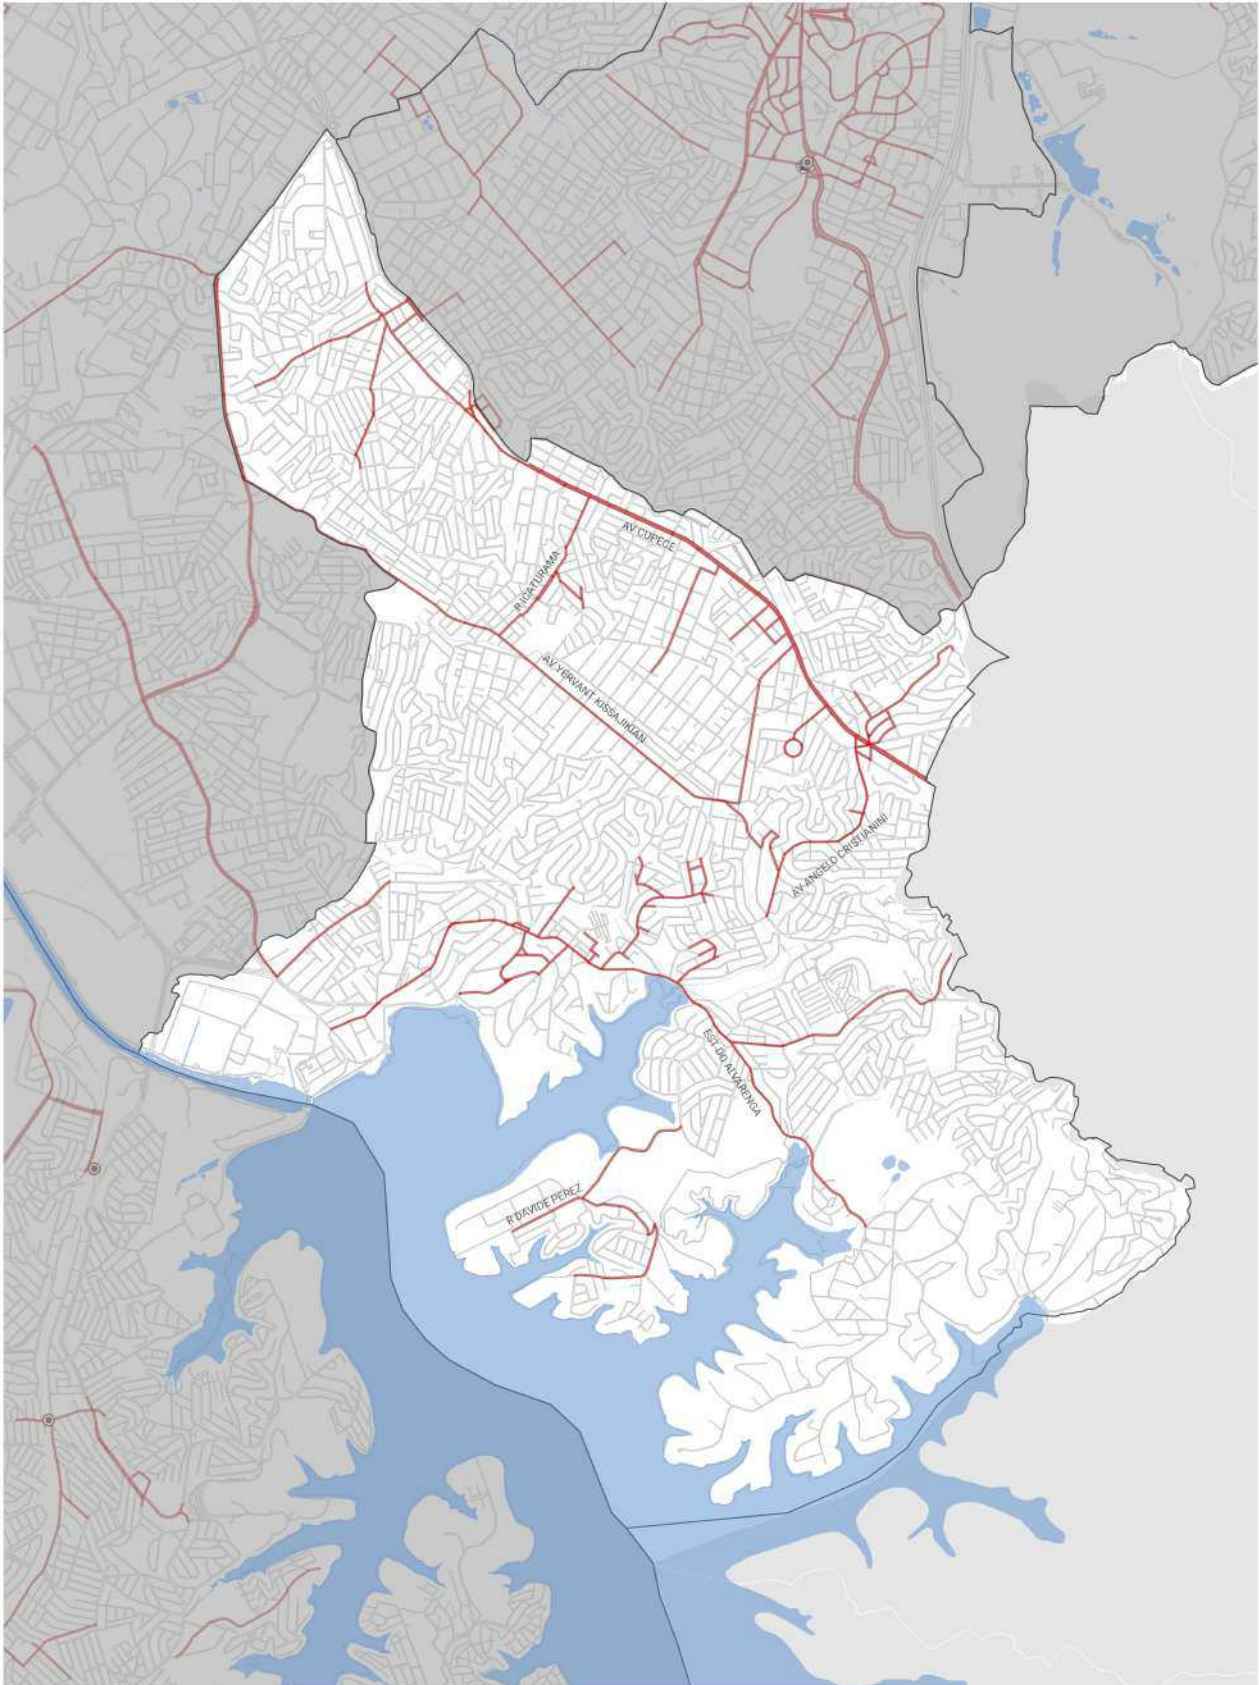 AV CUPECE
R ICATURAMA
AV YERVANT KISSAJIKIAN
AV ANGELO CRISTIANINI
EST DO ALVARENGA
R DAVIDE PEREZ